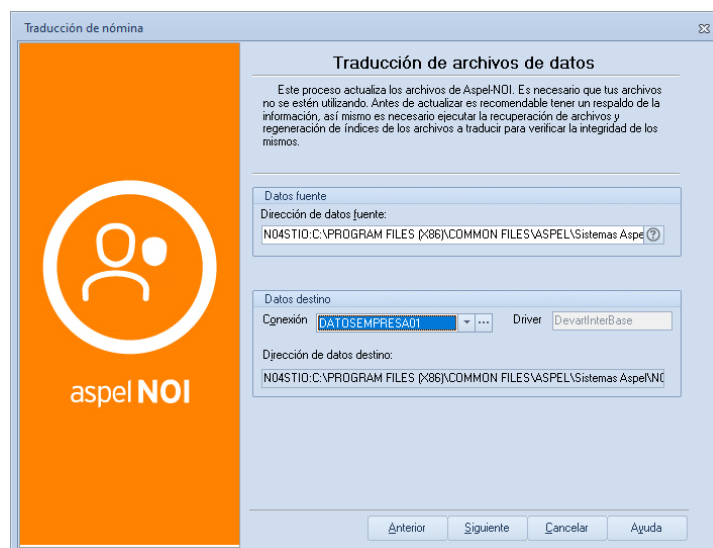 Traducción de nómina
Traducción de archivos de datos
Este proceso actualiza los archivos de Aspel-NOI. Es necesario que tus archivos
no se estén utilizando. Antes de actualizar es recomendable tener un respaldo de la
información, así mismo es necesario ejecutar la recuperación de archivos y
regeneración de índices de los archivos a traducir para verificar la integridad de los
mismos.
Datos fuente
Dirección de datos fuente:
N04STIO:C:\PROGRAM FILES (X86)\COMMON FILES\ASPEL\Sistemas Aspe
Datos destino
Conexión DATOSEMPRESA01 ... Driver DevartInterBase
Dirección de datos destino:
N04STIO:C:\PROGRAM FILES (X86)\COMMON FILES\ASPEL\Sistemas Aspel\NO
aspel NOI
Anterior Siguiente Cancelar Ayuda